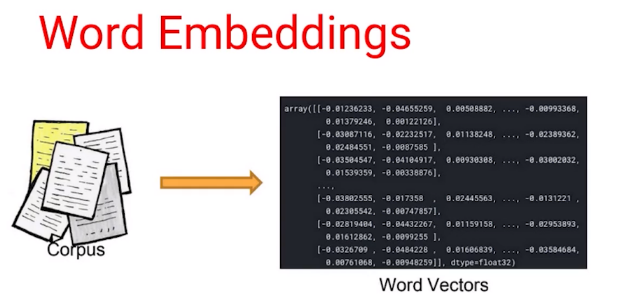 Word Embeddings
array([[-0.01236233, -0.04655259, 0.00508882, ..., -0.00993368,
0.01379246, 0.00122126],
[-0.03087116, -0.02232517, 0.01138248, ..., -0.02389362,
0.02484551, -0.0087585 ],
[-0.03504547, -0.04104917, 0.00930308, ..., -0.03002032,
0.01539359, -0.00338876],
...,
[-0.03802555, -0.017358 , 0.02445563, ..., -0.0131221 ,
0.02305542, -0.00747857],
[-0.02819404, -0.04432267, 0.01159158, ..., -0.02953893,
0.01612862, -0.0099255 ],
[-0.0326709 , -0.0484228 , 0.01606839, ..., -0.03584684,
0.00761068, -0.00948259]], dtype=float32)
Corpus
Word Vectors